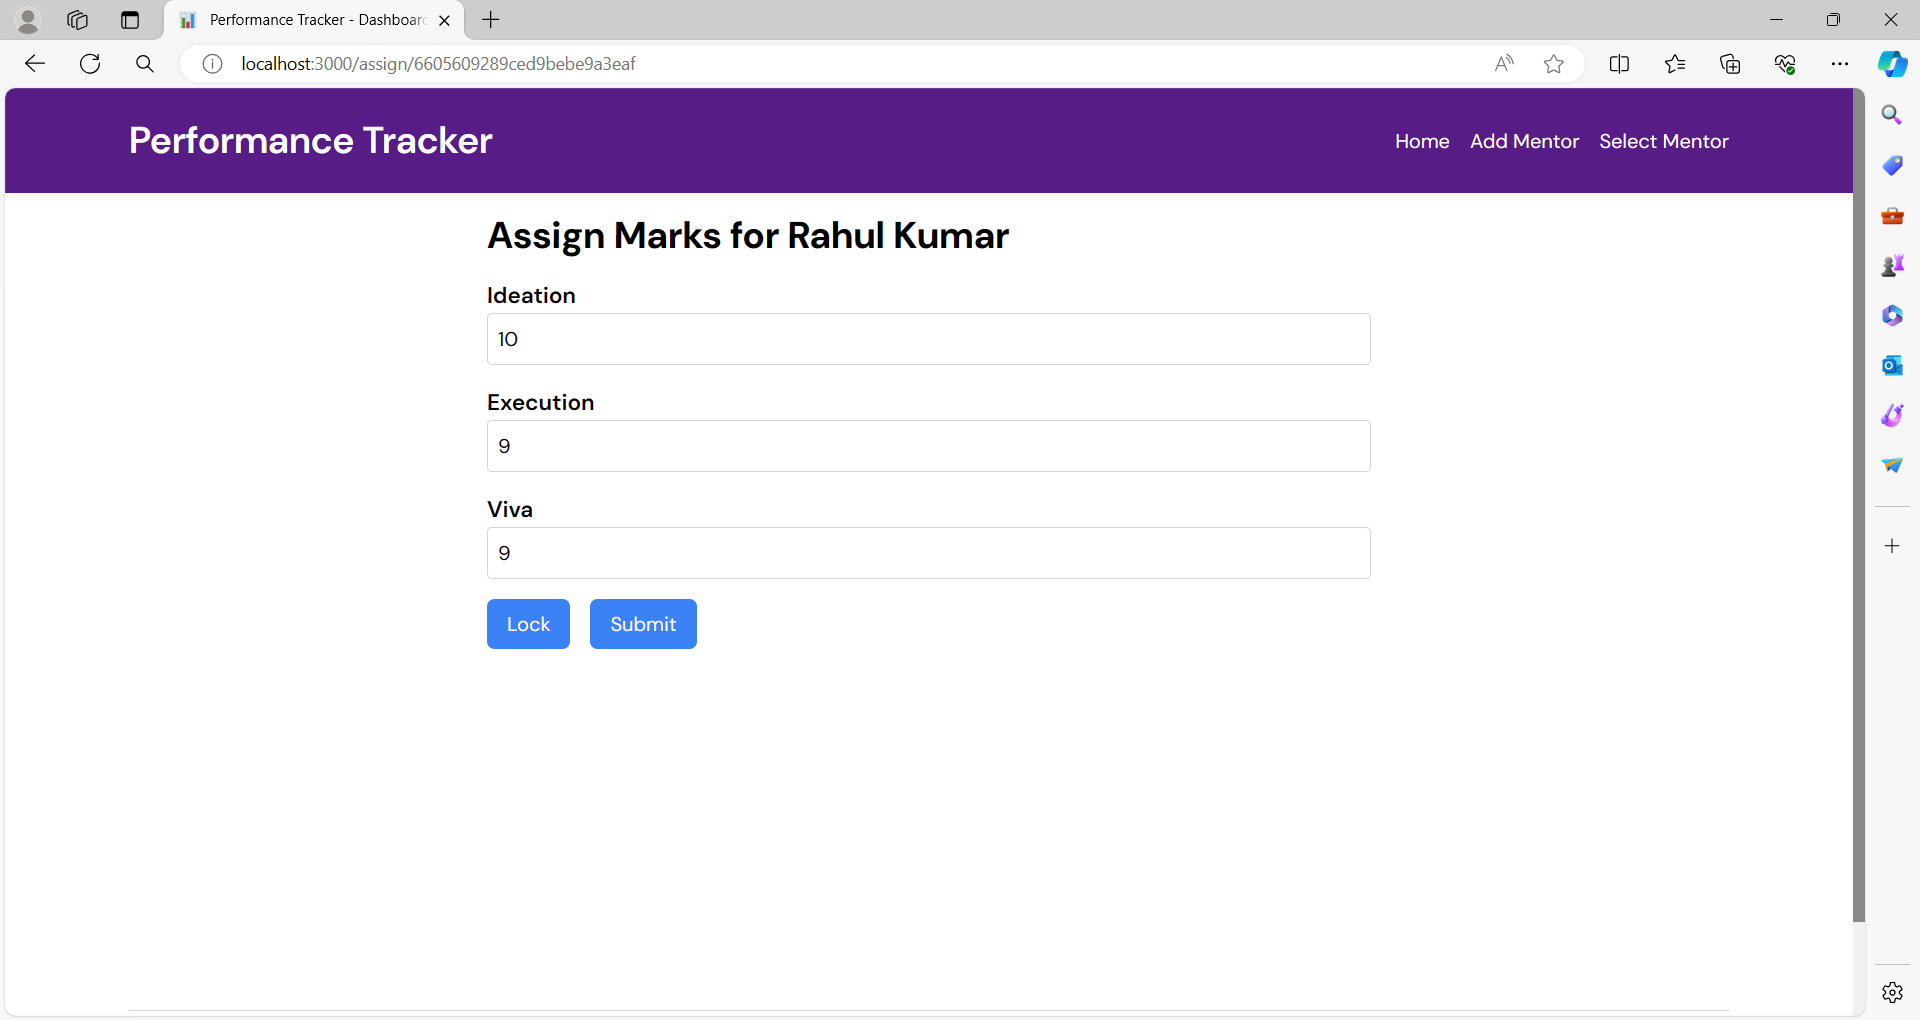 Performance Tracker - Dashboard
localhost:3000/assign/6605609289ced9bebe9a3eaf
Performance Tracker
Home Add Mentor Select Mentor
Assign Marks for Rahul Kumar
Ideation
10
Execution
9
Viva
9
Lock Submit